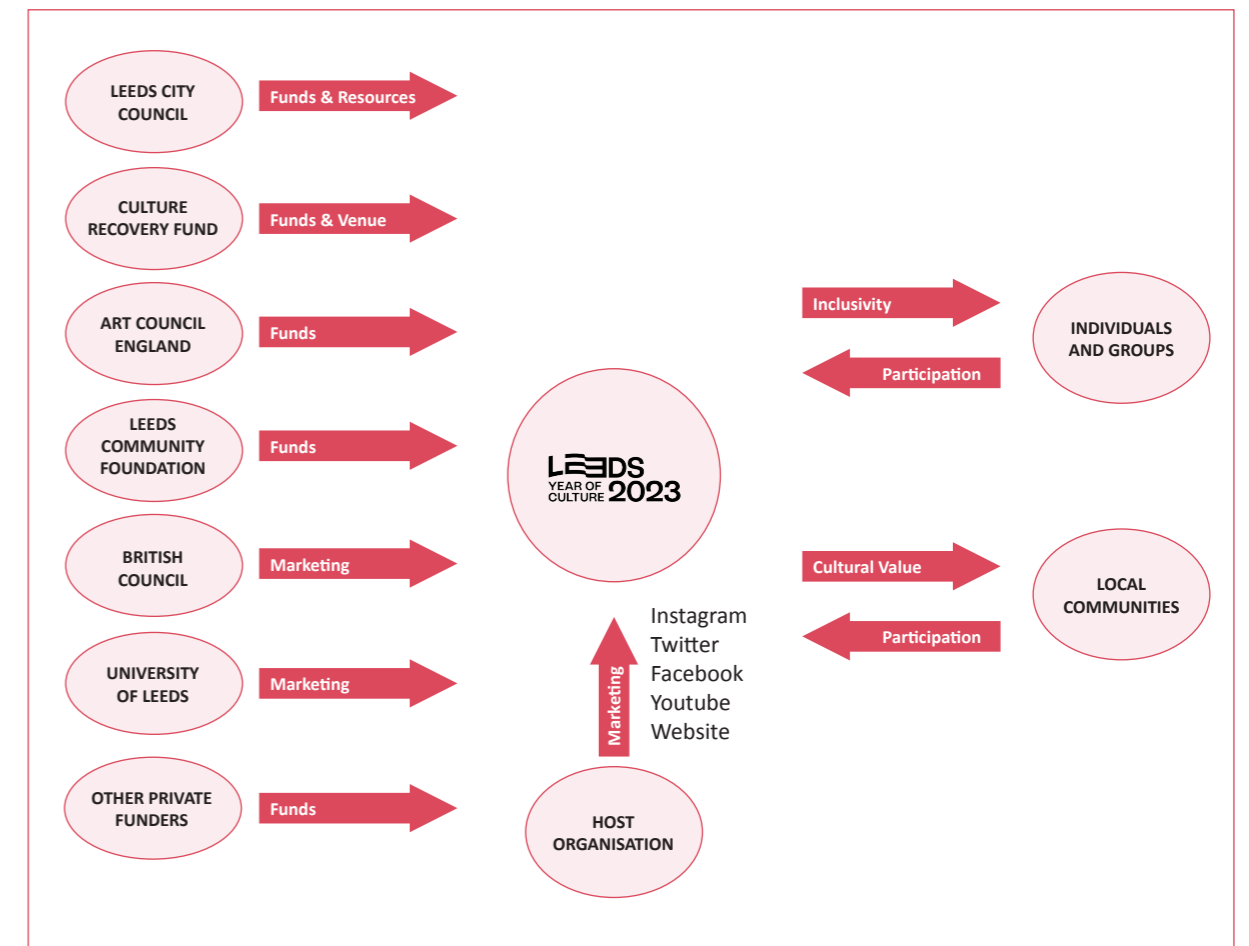 LEEDS CITY
COUNCIL
Funds & Resources
CULTURE
RECOVERY FUND
Funds & Venue
ART COUNCIL
ENGLAND
Funds
LEEDS
COMMUNITY
FOUNDATION
Funds
BRITISH
COUNCIL
Marketing
UNIVERSITY
OF LEEDS
Marketing
OTHER PRIVATE
FUNDERS
Funds
LEEDS
YEAR OF
CULTURE 2023
Instagram
Twitter
Facebook
Youtube
Website
Marketing
HOST
ORGANISATION
Inclusivity
Participation
INDIVIDUALS
AND GROUPS
Cultural Value
Participation
LOCAL
COMMUNITIES